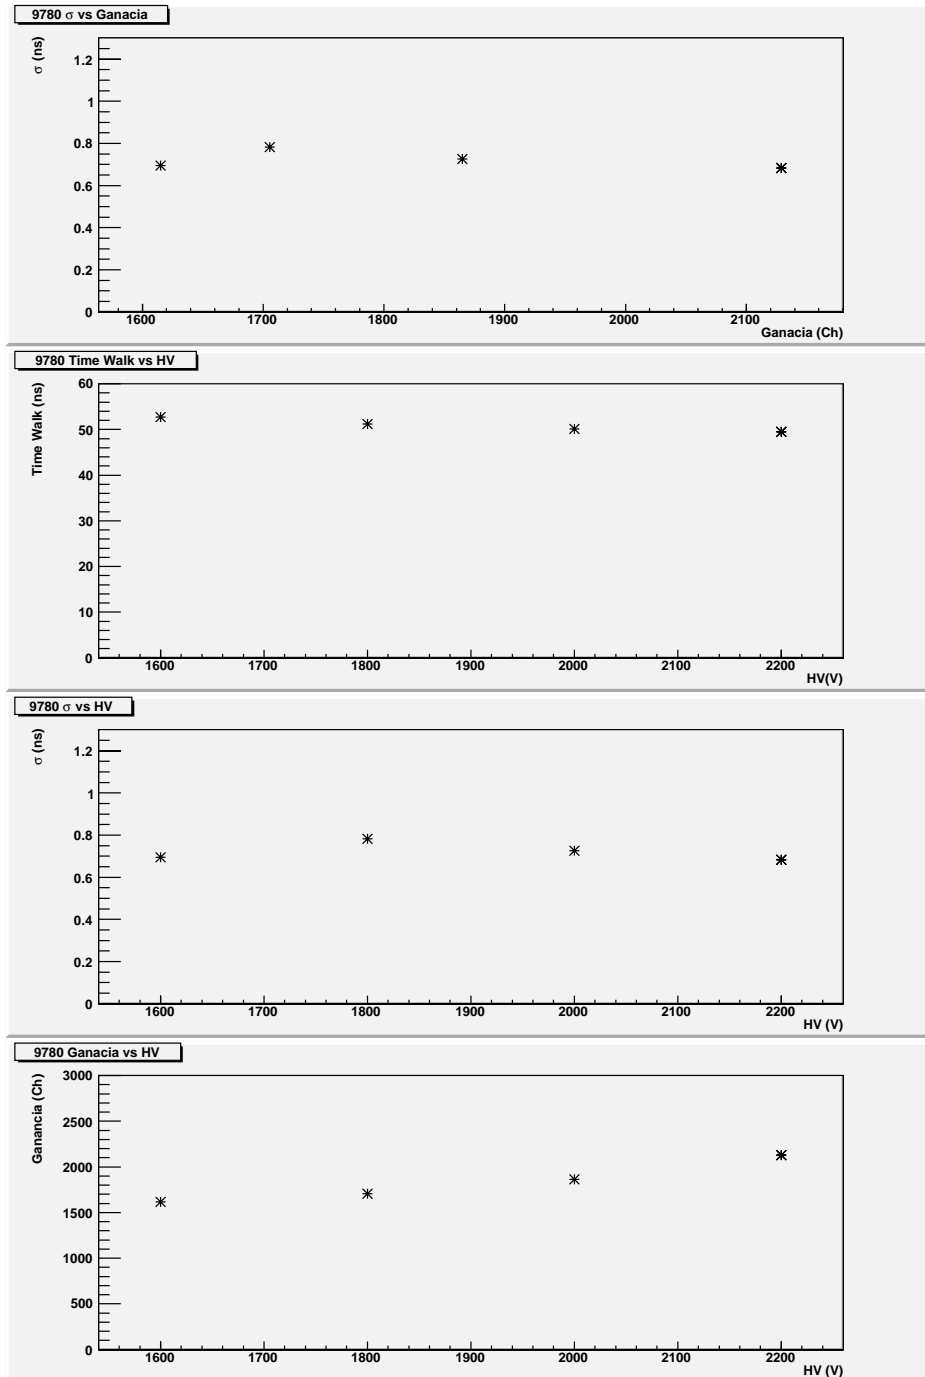 9780 σ vs Ganacia
σ (ns)
1.2
1
0.8
0.6
0.4
0.2
0
1600 1700 1800 1900 2000 2100
Ganacia (Ch)
9780 Time Walk vs HV
Time Walk (ns)
60
50
40
30
20
10
0
1600 1700 1800 1900 2000 2100 2200
HV(V)
9780 σ vs HV
σ (ns)
1.2
1
0.8
0.6
0.4
0.2
0
1600 1700 1800 1900 2000 2100 2200
HV (V)
9780 Ganacia vs HV
Ganancia (Ch)
3000
2500
2000
1500
1000
500
0
1600 1700 1800 1900 2000 2100 2200
HV (V)